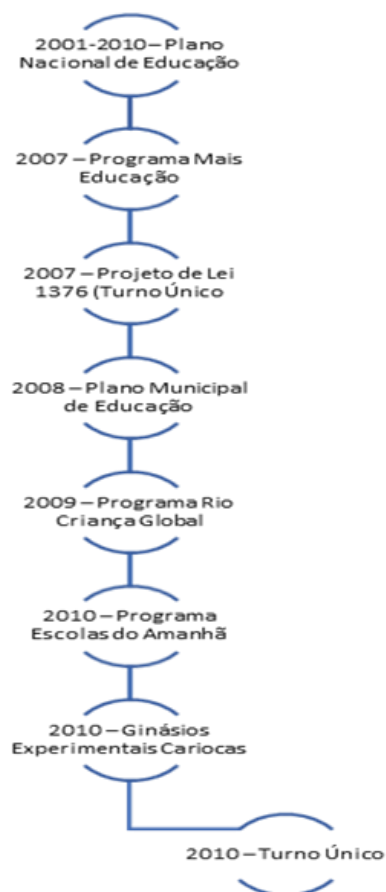 2001-2010 – Plano
Nacional de Educação
2007 – Programa Mais
Educação
2007 – Projeto de Lei
1376 (Turno Único
2008 – Plano Municipal
de Educação
2009 – Programa Rio
Criança Global
2010 – Programa
Escolas do Amanhã
2010 – Ginásios
Experimentais Cariocas
2010 – Turno Único